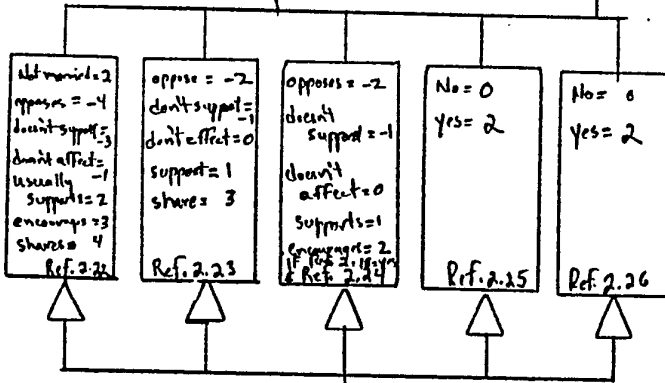 Not married = 2
opposes = -4
doesn't support =
-3
doesn't affect =
-1
usually
supports = 2
encourages = 3
shares = 4
Ref. 2.22
oppose = -2
don't support =
-1
don't affect = 0
support = 1
share = 3
Ref. 2.23
opposes = -2
doesn't
support = -1
doesn't
affect = 0
supports = 1
encourages = 2
Ref. 2.24
No = 0
yes = 2
Ref. 2.25
No = 0
yes = 2
Ref. 2.26